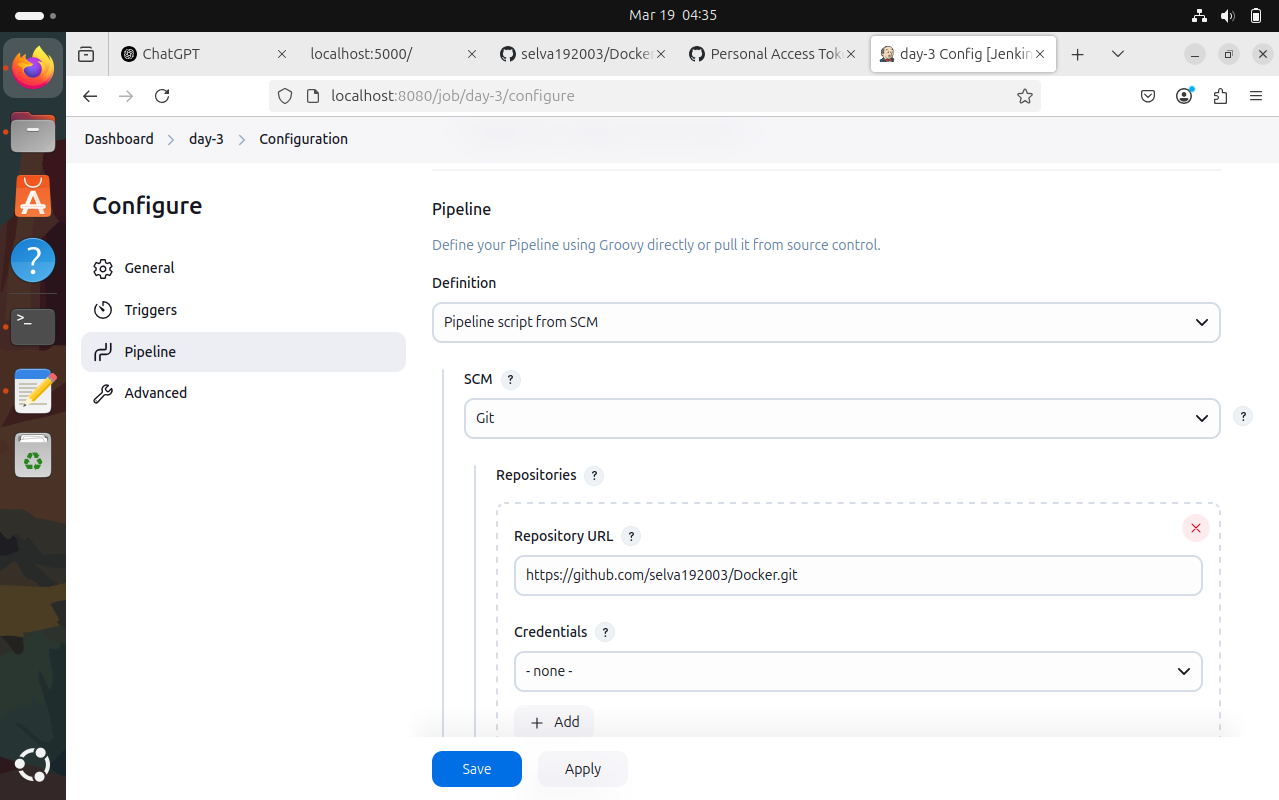 Mar 19 04:35
ChatGPT
localhost:5000/
selva192003/Docker
Personal Access Tok
day-3 Config [Jenkin
localhost:8080/job/day-3/configure
Dashboard
day-3
Configuration
Configure
General
Triggers
Pipeline
Advanced
Pipeline
Define your Pipeline using Groovy directly or pull it from source control.
Definition
Pipeline script from SCM
SCM ?
Git
?
Repositories ?
Repository URL ?
https://github.com/selva192003/Docker.git
Credentials ?
- none -
+ Add
Save
Apply